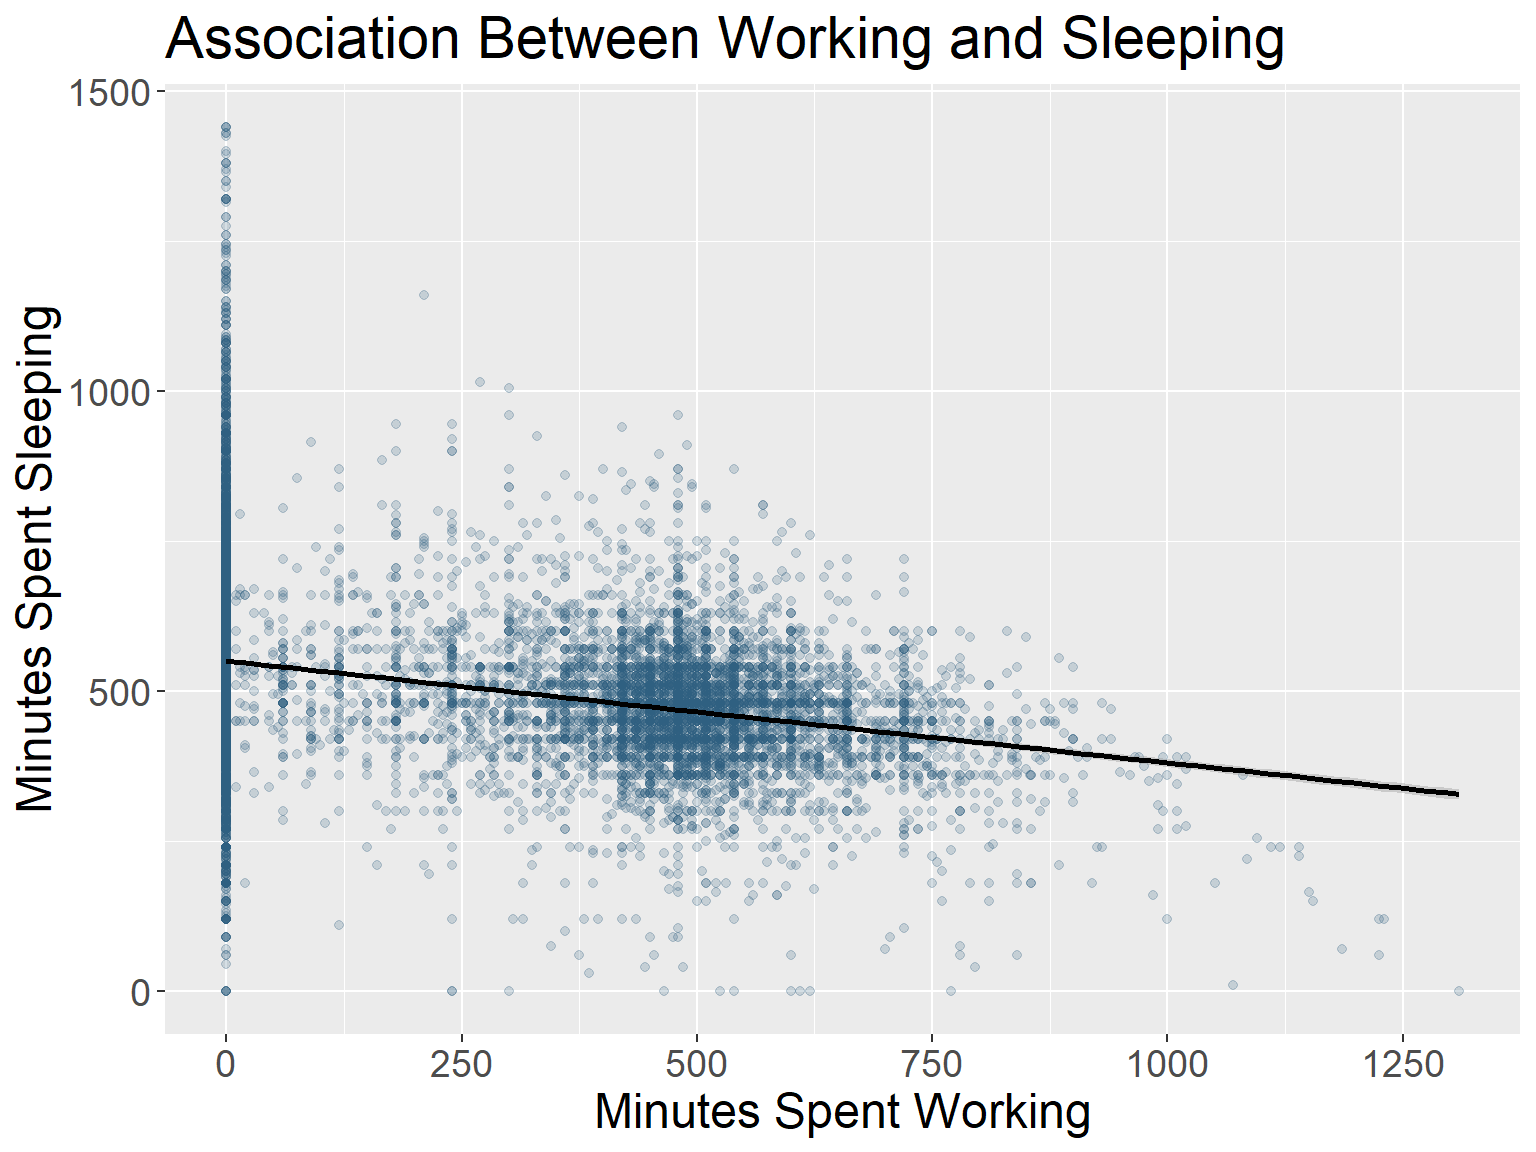 Association Between Working and Sleeping
1500
1000
500
0
Minutes Spent Sleeping
0 250 500 750 1000 1250
Minutes Spent Working